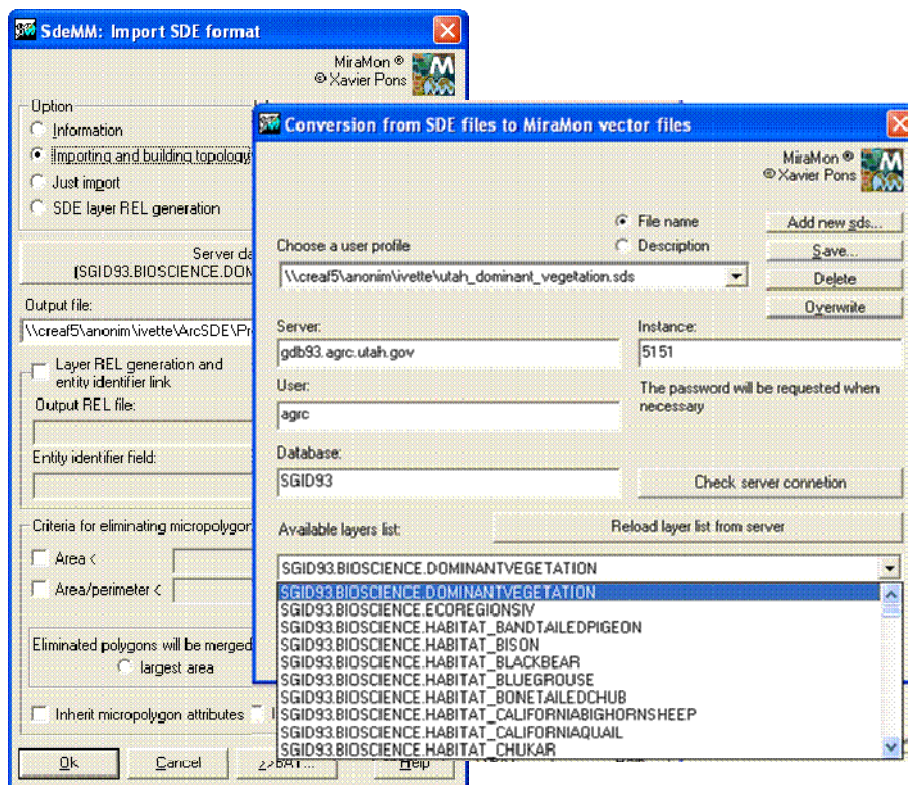 SdeMM: Import SDE format
MiraMon ®
© Xavier Pons
Option
Information
Importing and building topology
Just import
SDE layer REL generation
Server da
(SGID93.BIOSCIENCE.DOM
Output file:
\\creaf5\anonim\ivette\ArcSDE\Pr
Layer REL generation and
entity identifier link
Output REL file:
Entity identifier field:
Criteria for eliminating micropolygon
Area <
Area/perimeter <
Eliminated polygons will be merged
largest area
Inherit micropolygon attributes
Ok Cancel >>BAT... Help
Conversion from SDE files to MiraMon vector files
MiraMon ®
© Xavier Pons
File name
Description
Add new sds...
Save...
Delete
Overwrite
Choose a user profile
\\creaf5\anonim\ivette\utah_dominant_vegetation.sds
Server:
Instance:
gdb93.agrc.utah.gov
5151
User:
The password will be requested when
necessary
agrc
Database:
SGID93
Check server connetion
Available layers list:
Reload layer list from server
SGID93.BIOSCIENCE.DOMINANTVEGETATION
SGID93.BIOSCIENCE.DOMINANTVEGETATION
SGID93.BIOSCIENCE.ECOREGIONSIV
SGID93.BIOSCIENCE.HABITAT_BANDTAILEDPIGEON
SGID93.BIOSCIENCE.HABITAT_BISON
SGID93.BIOSCIENCE.HABITAT_BLACKBEAR
SGID93.BIOSCIENCE.HABITAT_BLUEGROUSE
SGID93.BIOSCIENCE.HABITAT_BONETAILEDCHUB
SGID93.BIOSCIENCE.HABITAT_CALIFORNIABIGHORNSHEEP
SGID93.BIOSCIENCE.HABITAT_CALIFORNIAQUAIL
SGID93.BIOSCIENCE.HABITAT_CHUKAR